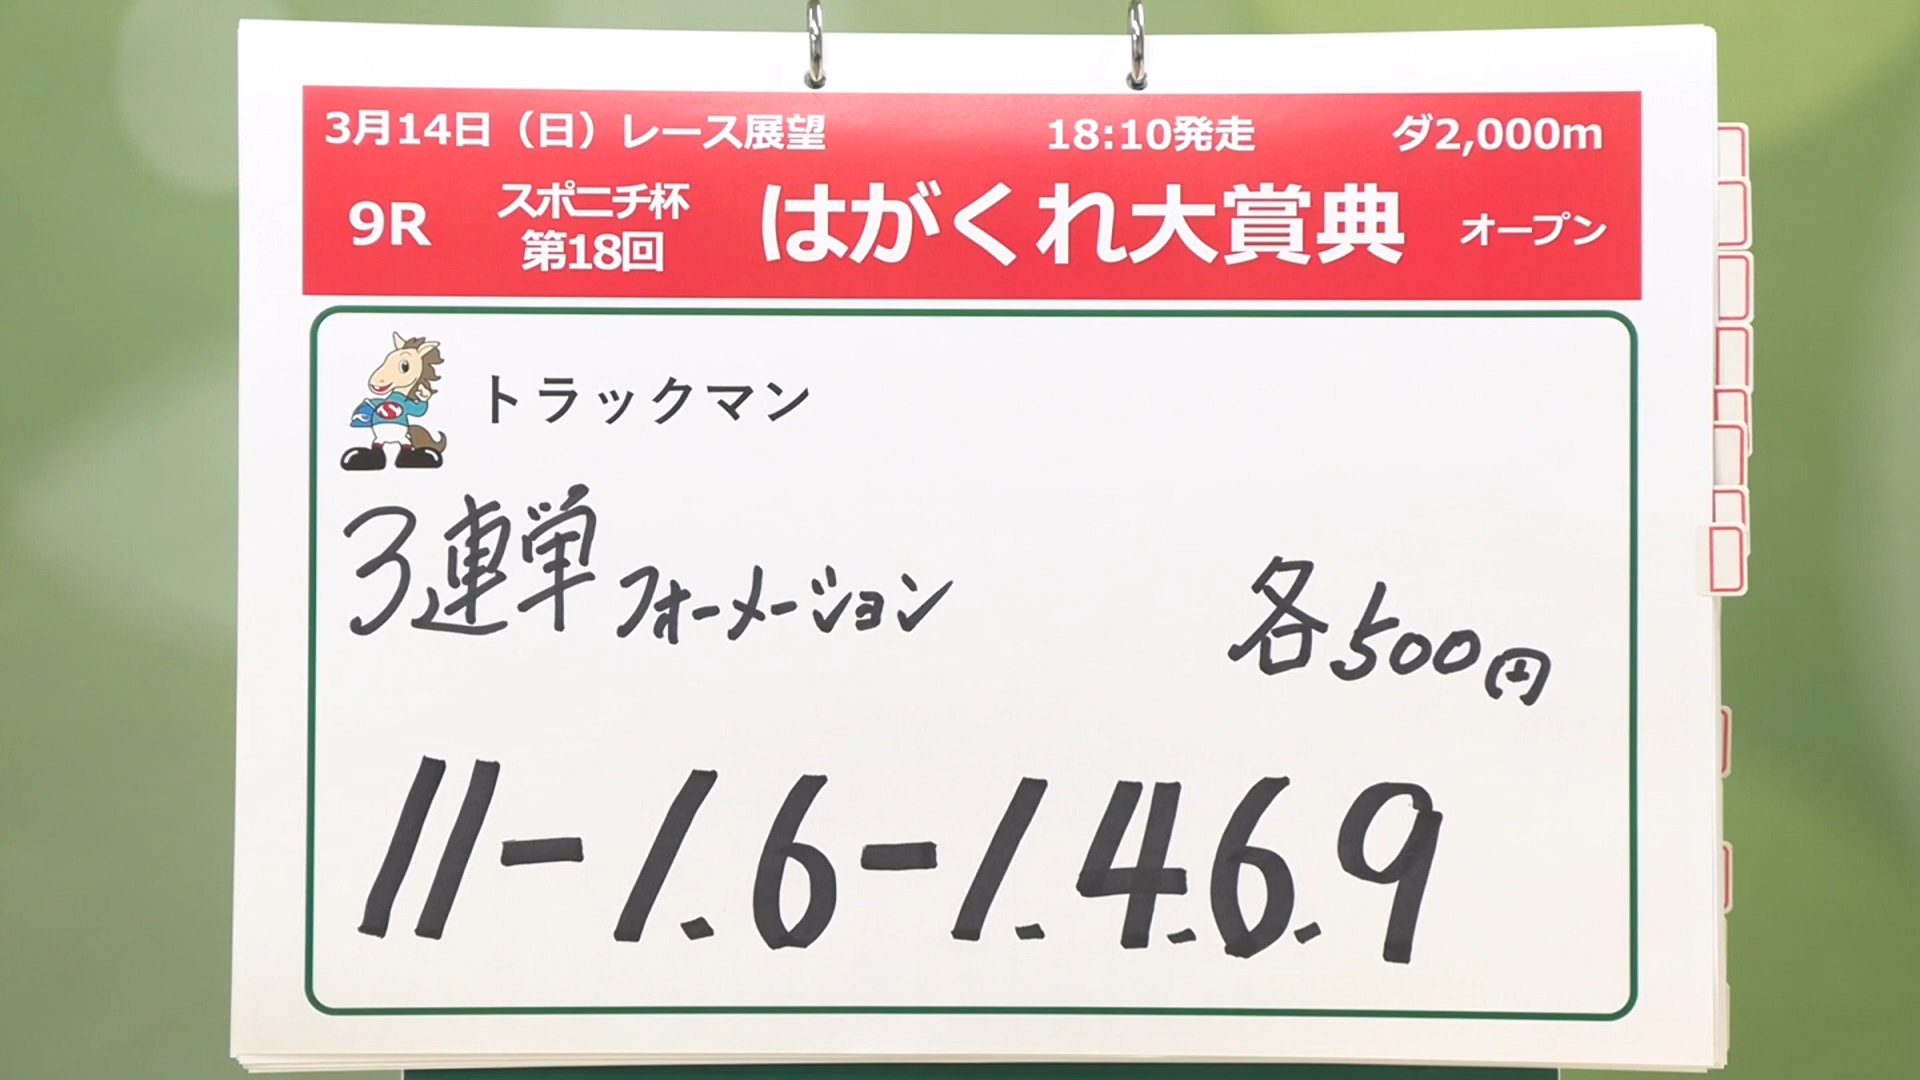 3月14日（日）レース展望 18:10発走 ダ2,000m
9R スポニチ杯 第18回 はがくれ大賞典 オープン
トラックマン
3連単フォーメーション 各500円
11-1.6-1.4.6.9